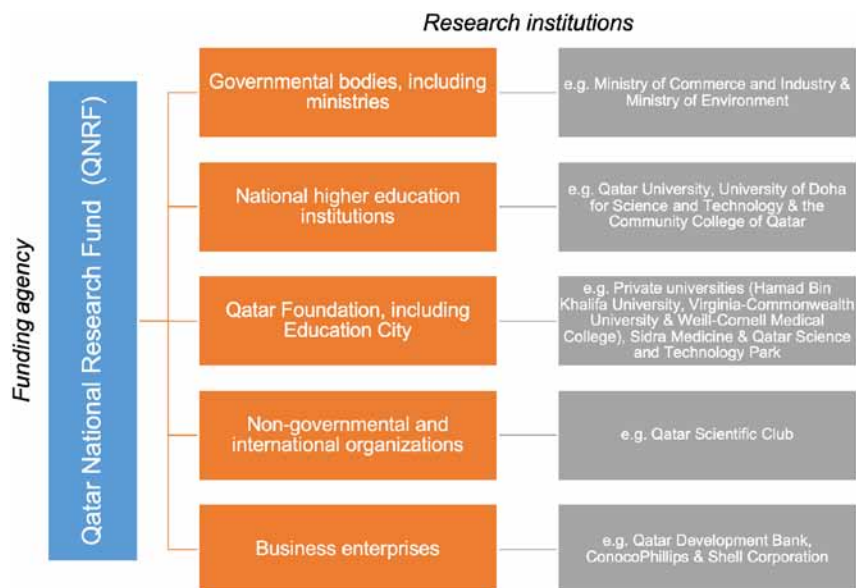 Research institutions
Funding agency
Qatar National Research Fund (QNRF)
Governmental bodies, including
ministries
e.g. Ministry of Commerce and Industry &
Ministry of Environment
National higher education
institutions
e.g. Qatar University, University of Doha
for Science and Technology & the
Community College of Qatar
Qatar Foundation, including
Education City
e.g. Private universities (Hamad Bin
Khalifa University, Virginia-Commonwealth
University & Weill-Cornell Medical
College), Sidra Medicine & Qatar Science
and Technology Park
Non-governmental and
international organizations
e.g. Qatar Scientific Club
Business enterprises
e.g. Qatar Development Bank,
ConocoPhillips & Shell Corporation